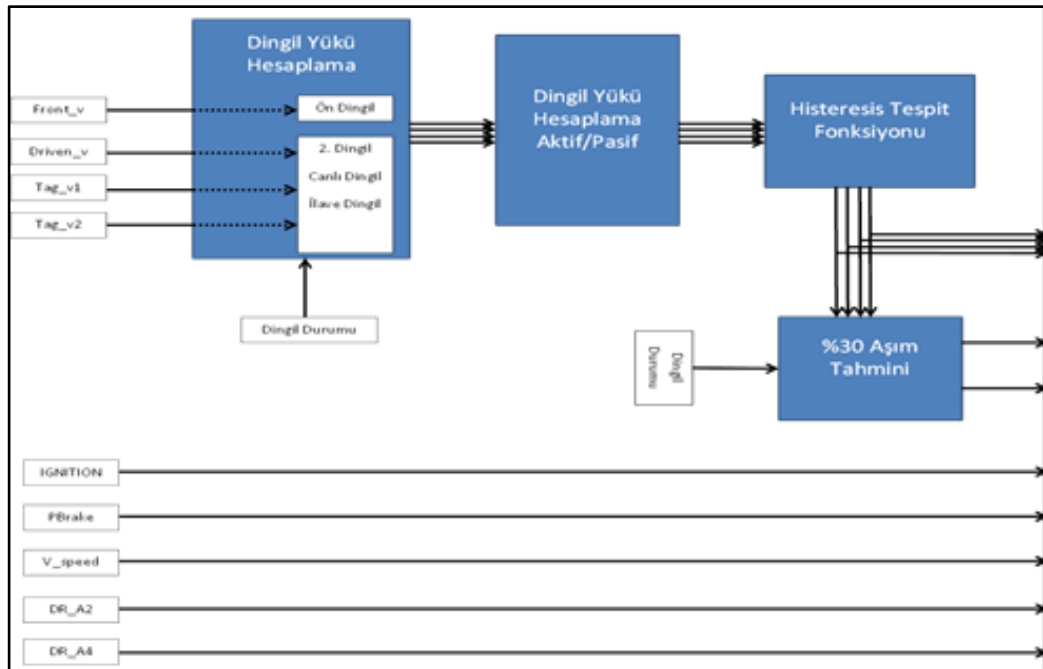 Dingil Yükü
Hesaplama
Front_v
Ön Dingil
Driven_v
2. Dingil
Tag_v1
Canlı Dingil
İlave Dingil
Tag_v2
Dingil Durumu
Dingil Yükü
Hesaplama
Aktif/Pasif
Histeresis Tespit
Fonksiyonu
Dingil
Durumu
%30 Aşım
Tahmini
IGNITION
PBrake
V_speed
DR_A2
DR_A4